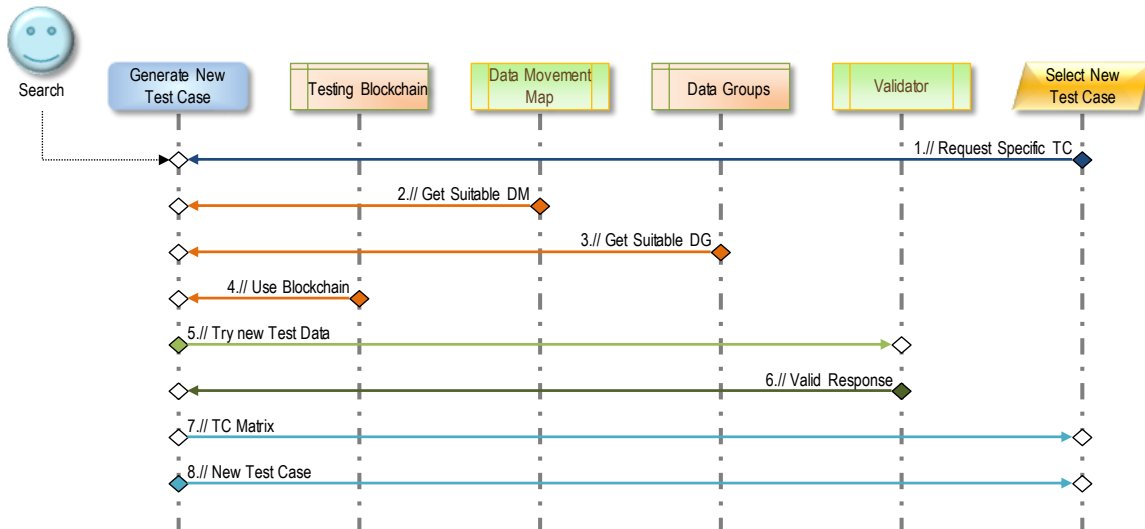 Search
Generate New
Test Case
Testing Blockchain
Data Movement
Map
Data Groups
Validator
Select New
Test Case
1.// Request Specific TC
2.// Get Suitable DM
3.// Get Suitable DG
4.// Use Blockchain
5.// Try new Test Data
6.// Valid Response
7.// TC Matrix
8.// New Test Case